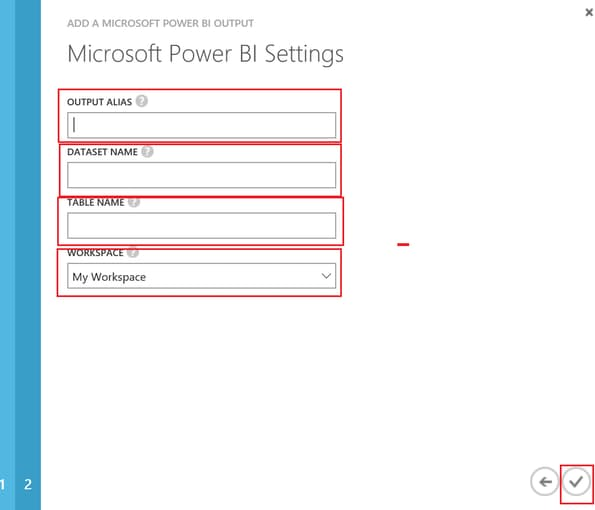 ADD A MICROSOFT POWER BI OUTPUT
Microsoft Power BI Settings
OUTPUT ALIAS ?
DATASET NAME ?
TABLE NAME ?
WORKSPACE ?
My Workspace
1 2